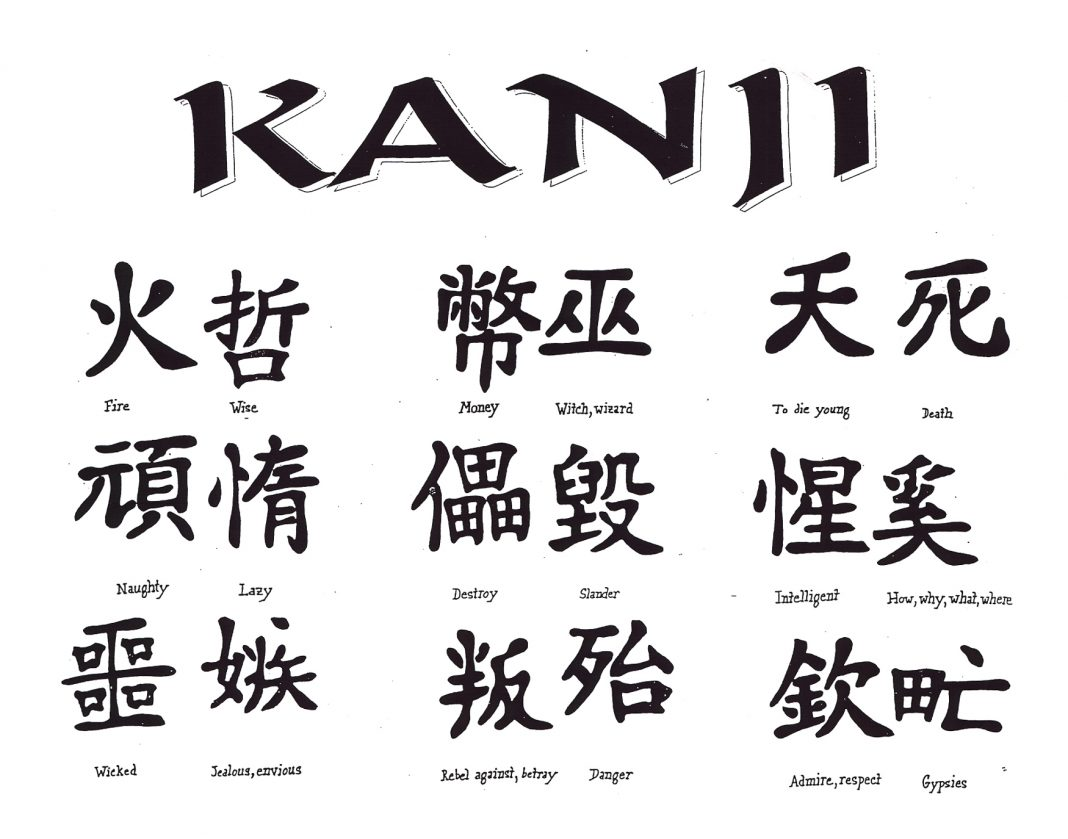 KANJI
火 哲 幣 巫 夭 死
Fire Wise Money Witch, wizard To die young Death
頑 惰 儡 毀 惺 奚
Naughty Lazy Destroy Slander Intelligent How, why, what, where
噩 嫉 叛 殆 欽 甿
Wicked Jealous, envious Rebel against, betray Danger Admire, respect Gypsies